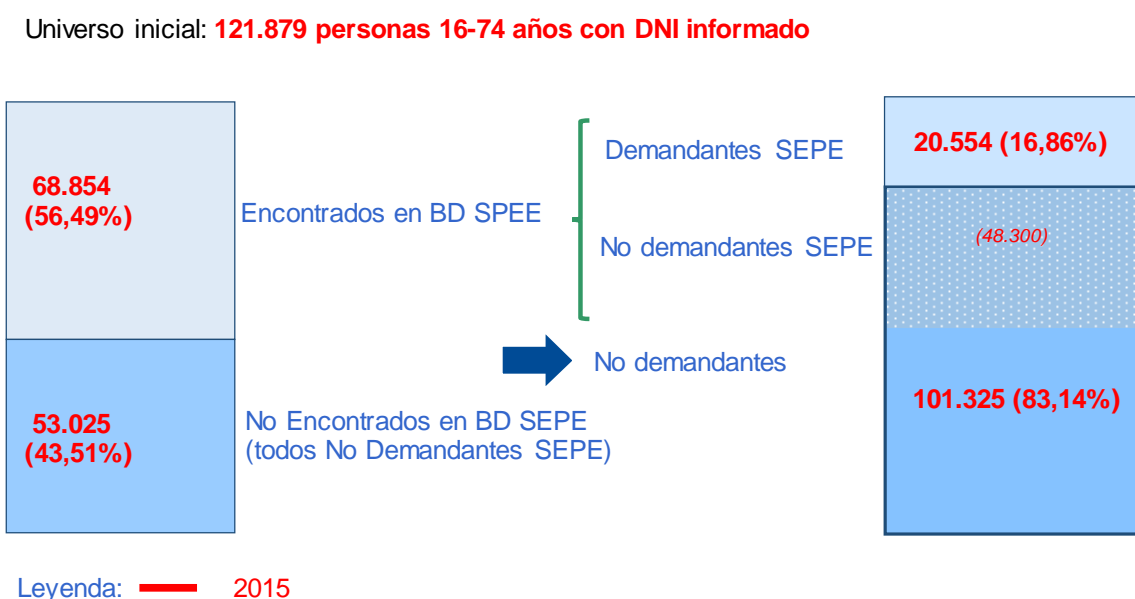 Universo inicial: 121.879 personas 16-74 años con DNI informado
68.854
(56,49%)
Encontrados en BD SPEE
Demandantes SEPE
No demandantes SEPE
20.554 (16,86%)
(48.300)
No demandantes
53.025
(43,51%)
No Encontrados en BD SEPE
(todos No Demandantes SEPE)
101.325 (83,14%)
Leyenda: 2015